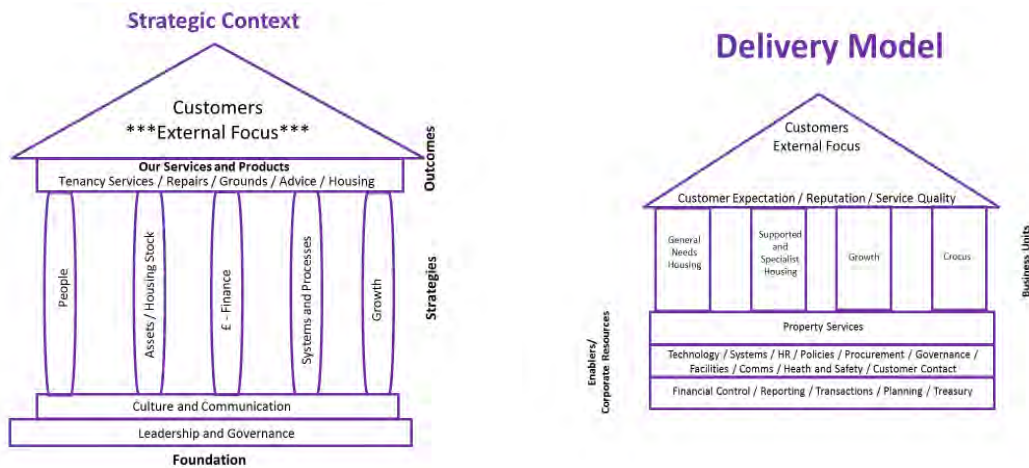 Strategic Context
Customers
***External Focus***
Our Services and Products
Tenancy Services / Repairs / Grounds / Advice / Housing
Outcomes
People
Assets / Housing Stock
£ - Finance
Systems and Processes
Growth
Strategies
Culture and Communication
Leadership and Governance
Foundation
Delivery Model
Customers
External Focus
Customer Expectation / Reputation / Service Quality
General
Needs
Housing
Supported
and
Specialist
Housing
Growth
Crocus
Business Units
Property Services
Technology / Systems / HR / Policies / Procurement / Governance /
Facilities / Comms / Heath and Safety / Customer Contact
Financial Control / Reporting / Transactions / Planning / Treasury
Enablers/
Corporate Resources